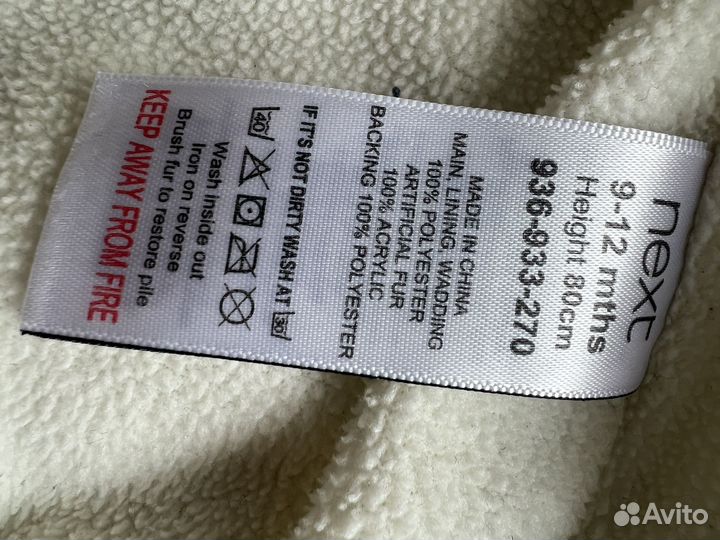 next
9-12 mths
Height 80cm
936-933-270
MADE IN CHINA
MAIN, LINING, WADDING
100% POLYESTER
ARTIFICIAL FUR
100% ACRYLIC
BACKING 100% POLYESTER
IF IT'S NOT DIRTY WASH AT 30
40
Wash inside out
Iron on reverse
Brush fur to restore pile
KEEP AWAY FROM FIRE
Avito